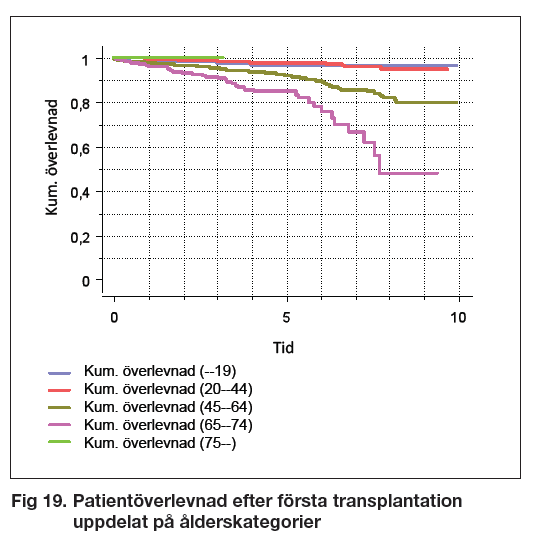 1
0,8
0,6
0,4
0,2
0
Kum. överlevnad
0 5 10
Tid
Kum. överlevnad (--19)
Kum. överlevnad (20--44)
Kum. överlevnad (45--64)
Kum. överlevnad (65--74)
Kum. överlevnad (75--)
Fig 19. Patientöverlevnad efter första transplantation
uppdelat på ålderskategorier